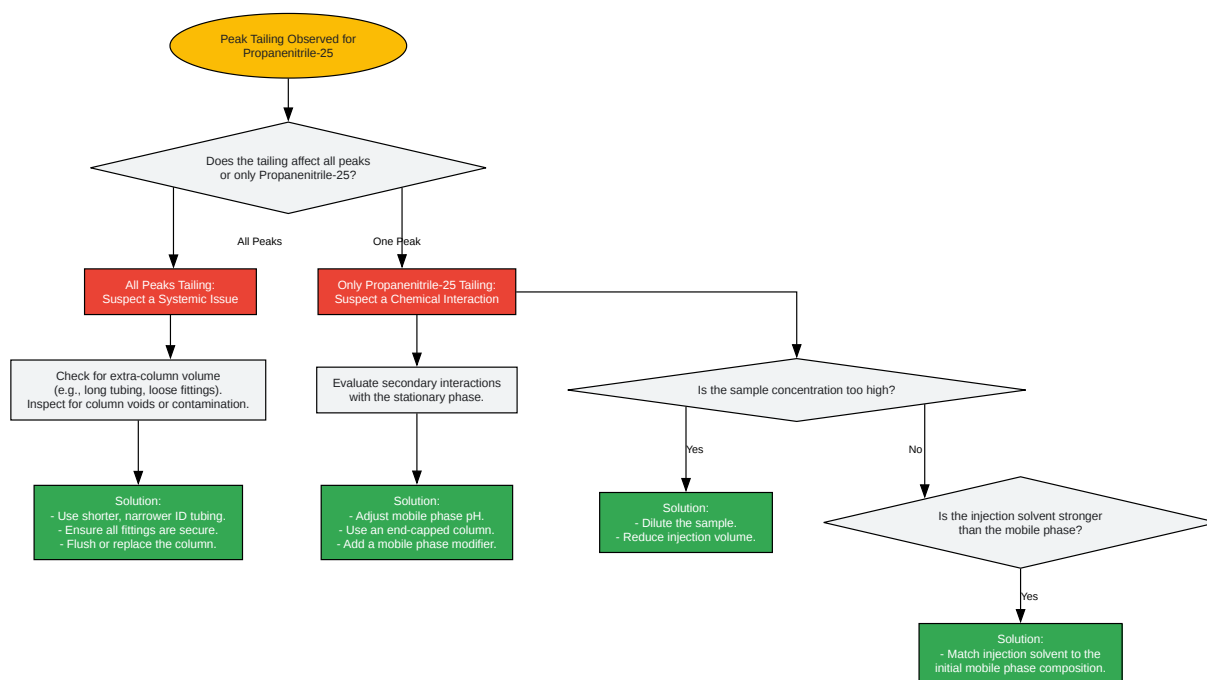 Peak Tailing Observed for
Propanenitrile-25
Does the tailing affect all peaks
or only Propanenitrile-25?
All Peaks
One Peak
All Peaks Tailing:
Suspect a Systemic Issue
Only Propanenitrile-25 Tailing:
Suspect a Chemical Interaction
Check for extra-column volume
(e.g., long tubing, loose fittings).
Inspect for column voids or contamination.
Evaluate secondary interactions
with the stationary phase.
Is the sample concentration too high?
Yes
No
Solution:
- Use shorter, narrower ID tubing.
- Ensure all fittings are secure.
- Flush or replace the column.
Solution:
- Adjust mobile phase pH.
- Use an end-capped column.
- Add a mobile phase modifier.
Solution:
- Dilute the sample.
- Reduce injection volume.
Is the injection solvent stronger
than the mobile phase?
Yes
Solution:
- Match injection solvent to the
initial mobile phase composition.